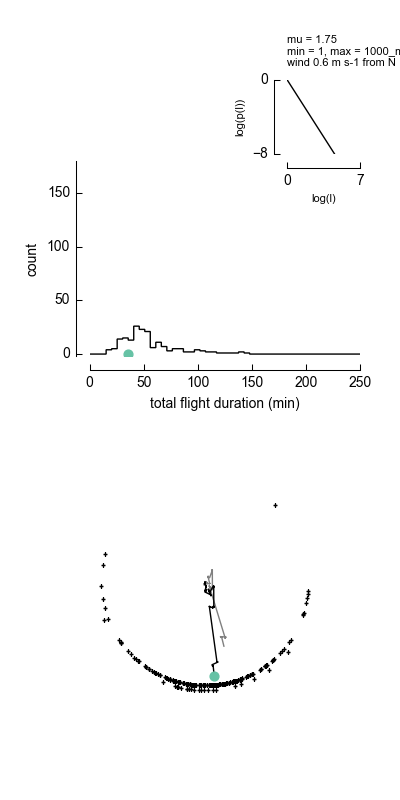 mu = 1.75
min = 1, max = 1000_m
wind 0.6 m s-1 from N
log(p(l))
0
−8
0 7
log(l)
count
150
100
50
0
0 50 100 150 200 250
total flight duration (min)